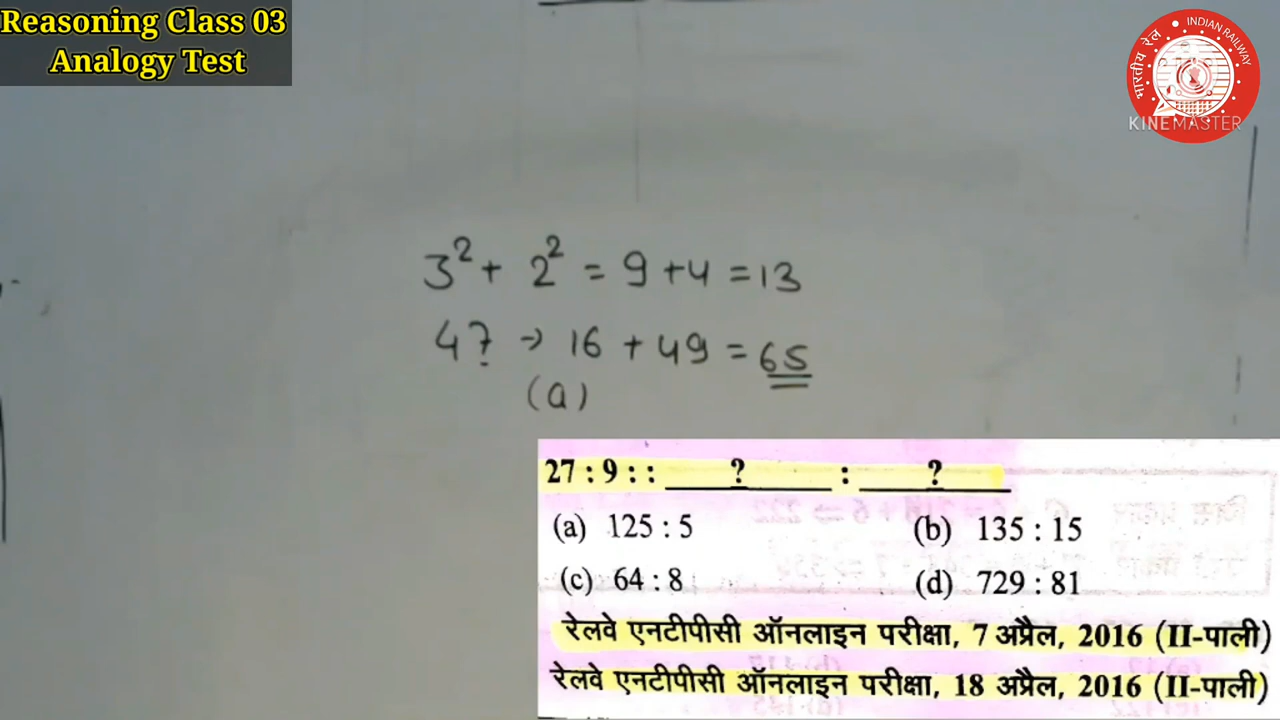 Reasoning Class 03
Analogy Test
भारतीय रेल • INDIAN RAILWAY
KINEMASTER
3² + 2² = 9 + 4 = 13
47 → 16 + 49 = 65
(a)
27 : 9 : : ? : ?
(a) 125 : 5 (b) 135 : 15
(c) 64 : 8 (d) 729 : 81
रेलवे एनटीपीसी ऑनलाइन परीक्षा, 7 अप्रैल, 2016 (II-पाली)
रेलवे एनटीपीसी ऑनलाइन परीक्षा, 18 अप्रैल, 2016 (II-पाली)